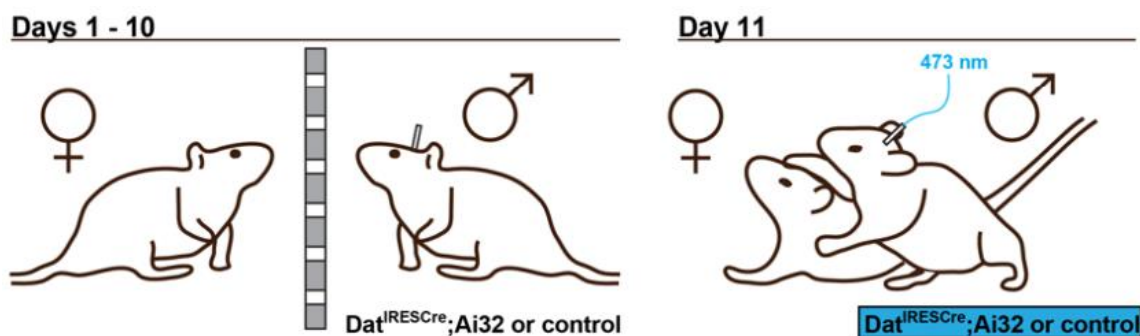 Days 1 - 10
Day 11
473 nm
Dat^IRESCre;Ai32 or control
Dat^IRESCre;Ai32 or control